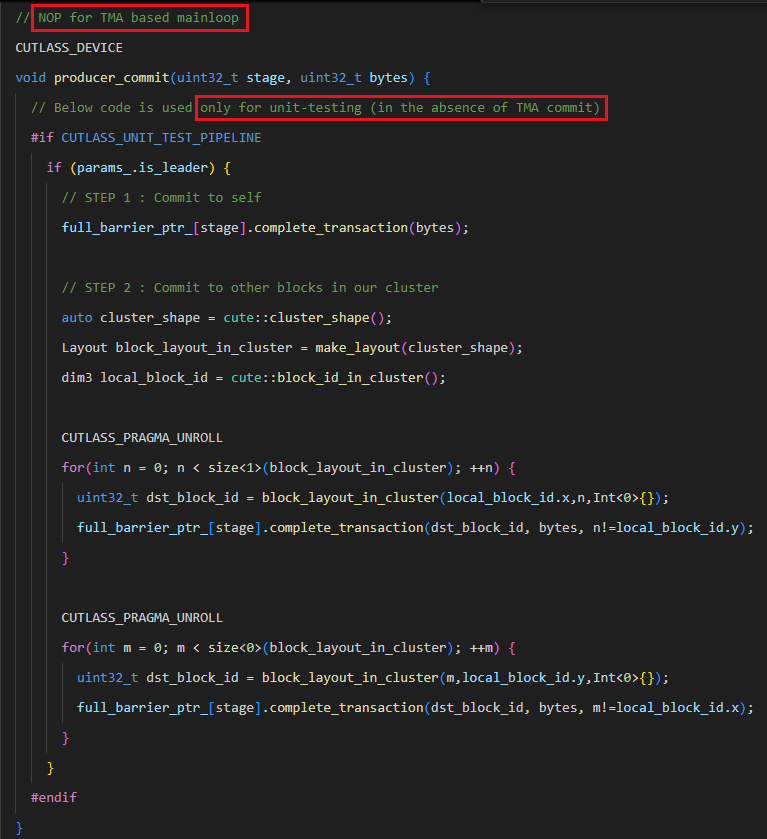 // NOP for TMA based mainloop
CUTLASS_DEVICE
void producer_commit(uint32_t stage, uint32_t bytes) {
// Below code is used only for unit-testing (in the absence of TMA commit)
#if CUTLASS_UNIT_TEST_PIPELINE
if (params_.is_leader) {
// STEP 1 : Commit to self
full_barrier_ptr_[stage].complete_transaction(bytes);
// STEP 2 : Commit to other blocks in our cluster
auto cluster_shape = cute::cluster_shape();
Layout block_layout_in_cluster = make_layout(cluster_shape);
dim3 local_block_id = cute::block_id_in_cluster();
CUTLASS_PRAGMA_UNROLL
for(int n = 0; n < size<1>(block_layout_in_cluster); ++n) {
uint32_t dst_block_id = block_layout_in_cluster(local_block_id.x,n,Int<0>{});
full_barrier_ptr_[stage].complete_transaction(dst_block_id, bytes, n!=local_block_id.y);
}
CUTLASS_PRAGMA_UNROLL
for(int m = 0; m < size<0>(block_layout_in_cluster); ++m) {
uint32_t dst_block_id = block_layout_in_cluster(m,local_block_id.y,Int<0>{});
full_barrier_ptr_[stage].complete_transaction(dst_block_id, bytes, m!=local_block_id.x);
}
}
#endif
}